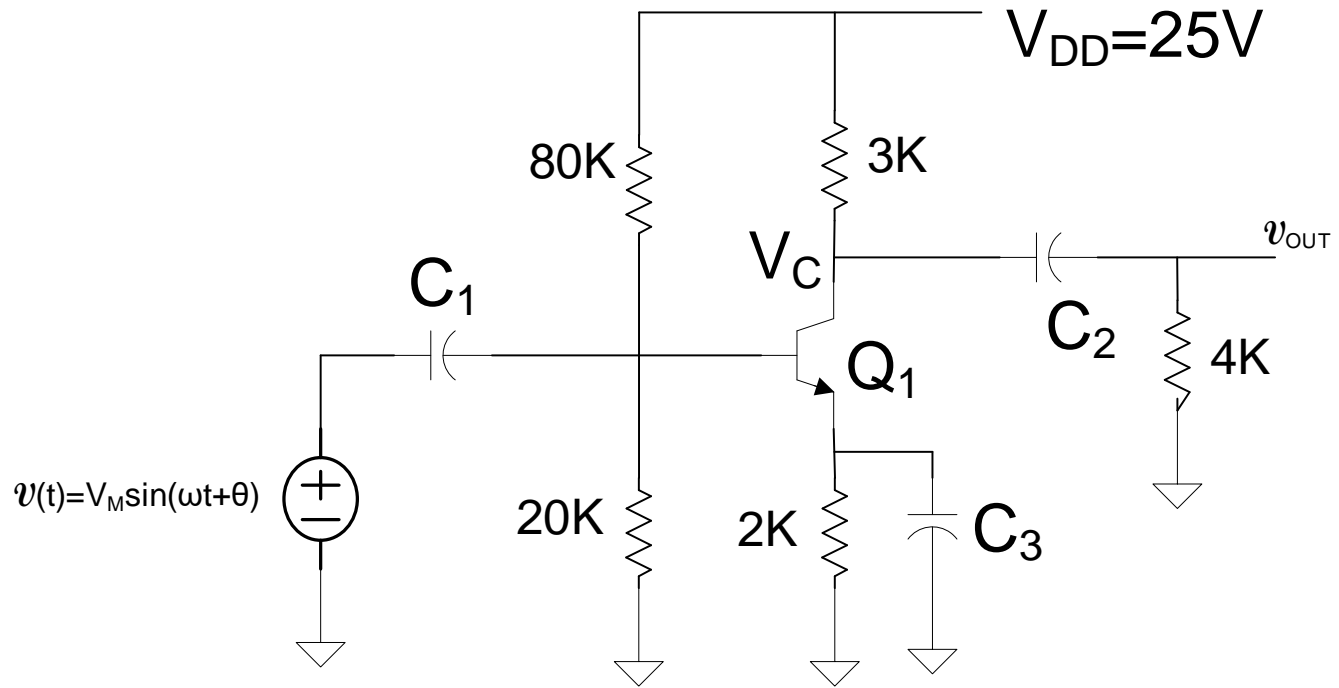 V_DD=25V
80K
3K
V_C
𝒗_OUT
C_1
C_2
Q_1
4K
𝒗(t)=V_M sin(ωt+θ)
20K
2K
C_3